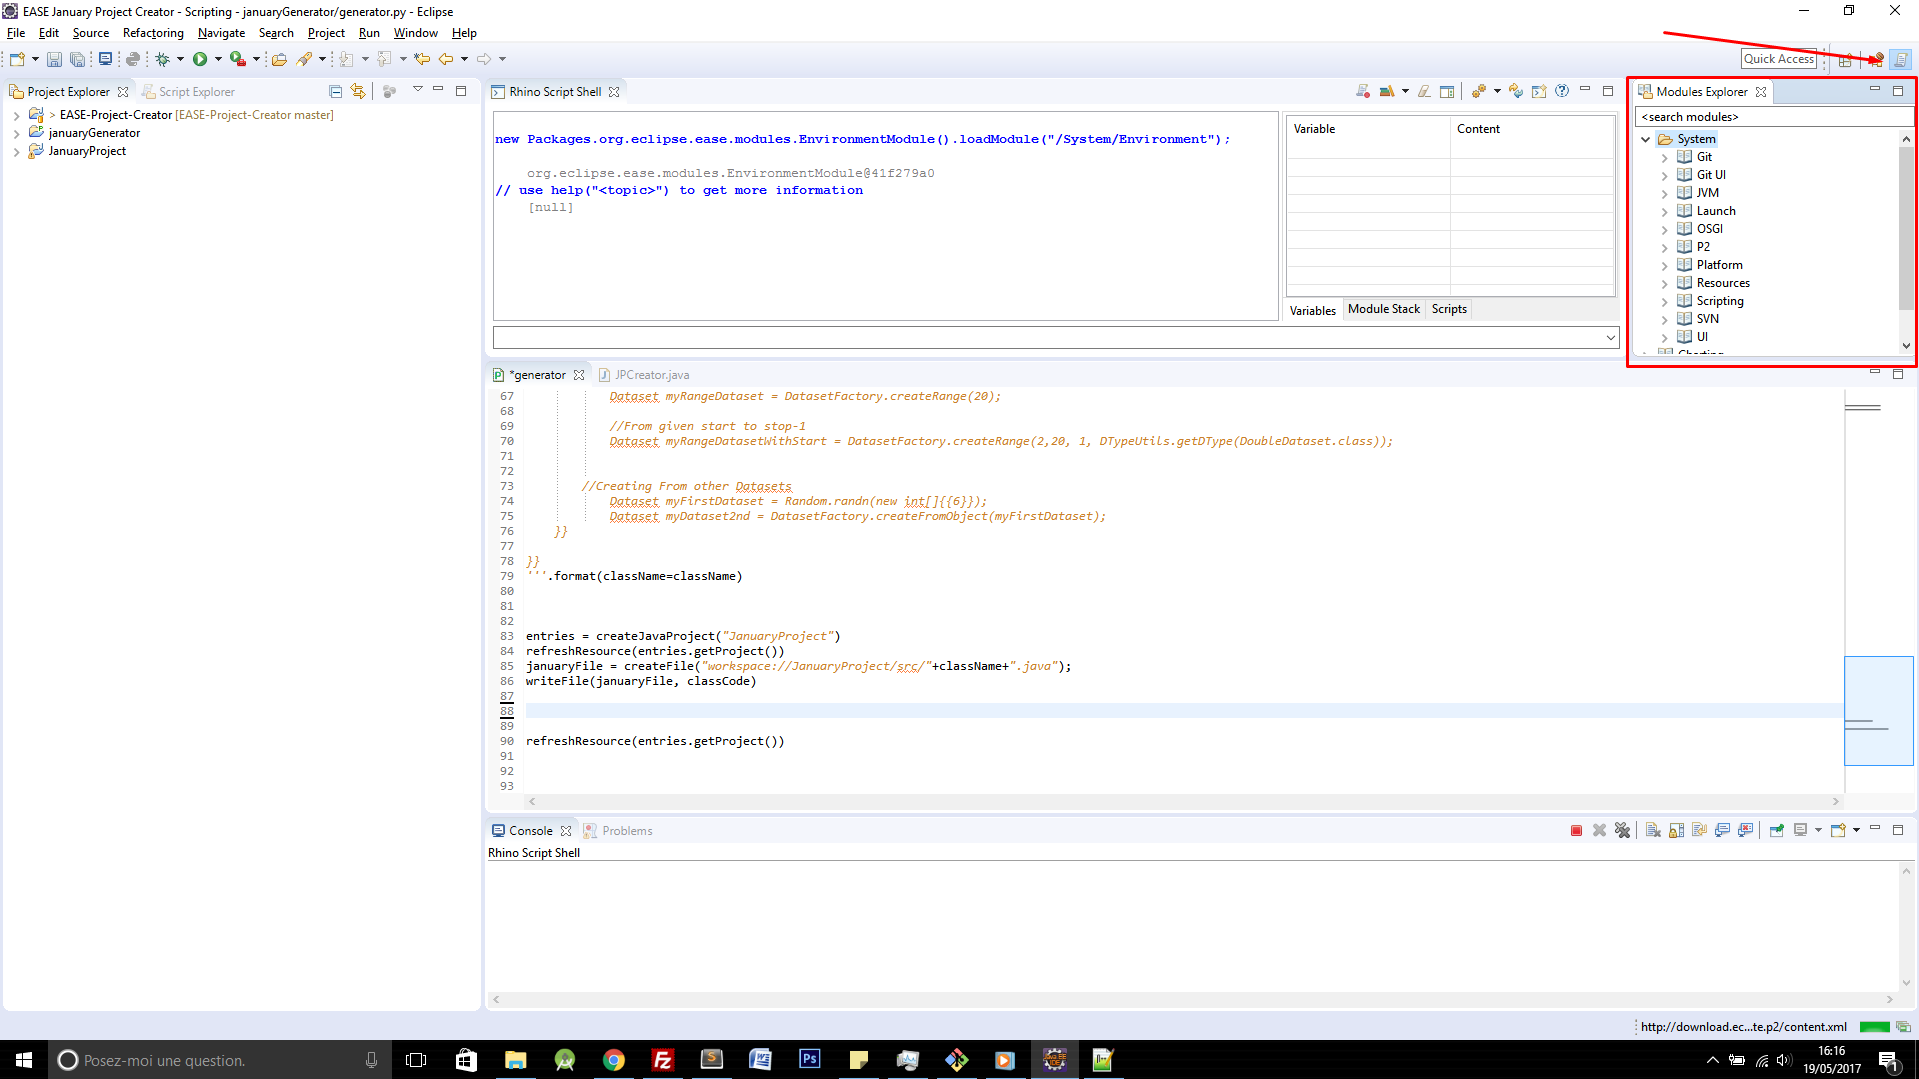 EASE January Project Creator - Scripting - januaryGenerator/generator.py - Eclipse
File Edit Source Refactoring Navigate Search Project Run Window Help
Quick Access
Project Explorer Script Explorer
> EASE-Project-Creator [EASE-Project-Creator master]
januaryGenerator
JanuaryProject
Rhino Script Shell
new Packages.org.eclipse.ease.modules.EnvironmentModule().loadModule("/System/Environment");
org.eclipse.ease.modules.EnvironmentModule@41f279a0
// use help("<topic>") to get more information
[null]
Variable Content
Variables Module Stack Scripts
Modules Explorer
<search modules>
System
Git
Git UI
JVM
Launch
OSGI
P2
Platform
Resources
Scripting
SVN
UI
Charting
*generator JPCreator.java
67 Dataset myRangeDataset = DatasetFactory.createRange(20);
68
69 //From given start to stop-1
70 Dataset myRangeDatasetWithStart = DatasetFactory.createRange(2,20, 1, DTypeUtils.getDType(DoubleDataset.class));
71
72
73 //Creating From other Datasets
74 Dataset myFirstDataset = Random.randn(new int[]{{6}});
75 Dataset myDataset2nd = DatasetFactory.createFromObject(myFirstDataset);
76 }}
77
78 }}
79 '''.format(className=className)
80
81
82
83 entries = createJavaProject("JanuaryProject")
84 refreshResource(entries.getProject())
85 januaryFile = createFile("workspace://JanuaryProject/src/"+className+".java");
86 writeFile(januaryFile, classCode)
87
88
89
90 refreshResource(entries.getProject())
91
92
93
Console Problems
Rhino Script Shell
http://download.ec...te.p2/content.xml
Posez-moi une question.
16:16
19/05/2017